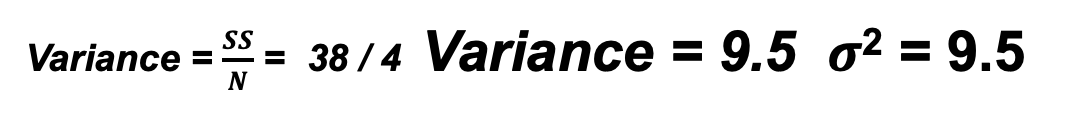 Variance = SS/N = 38 / 4 Variance = 9.5 σ² = 9.5